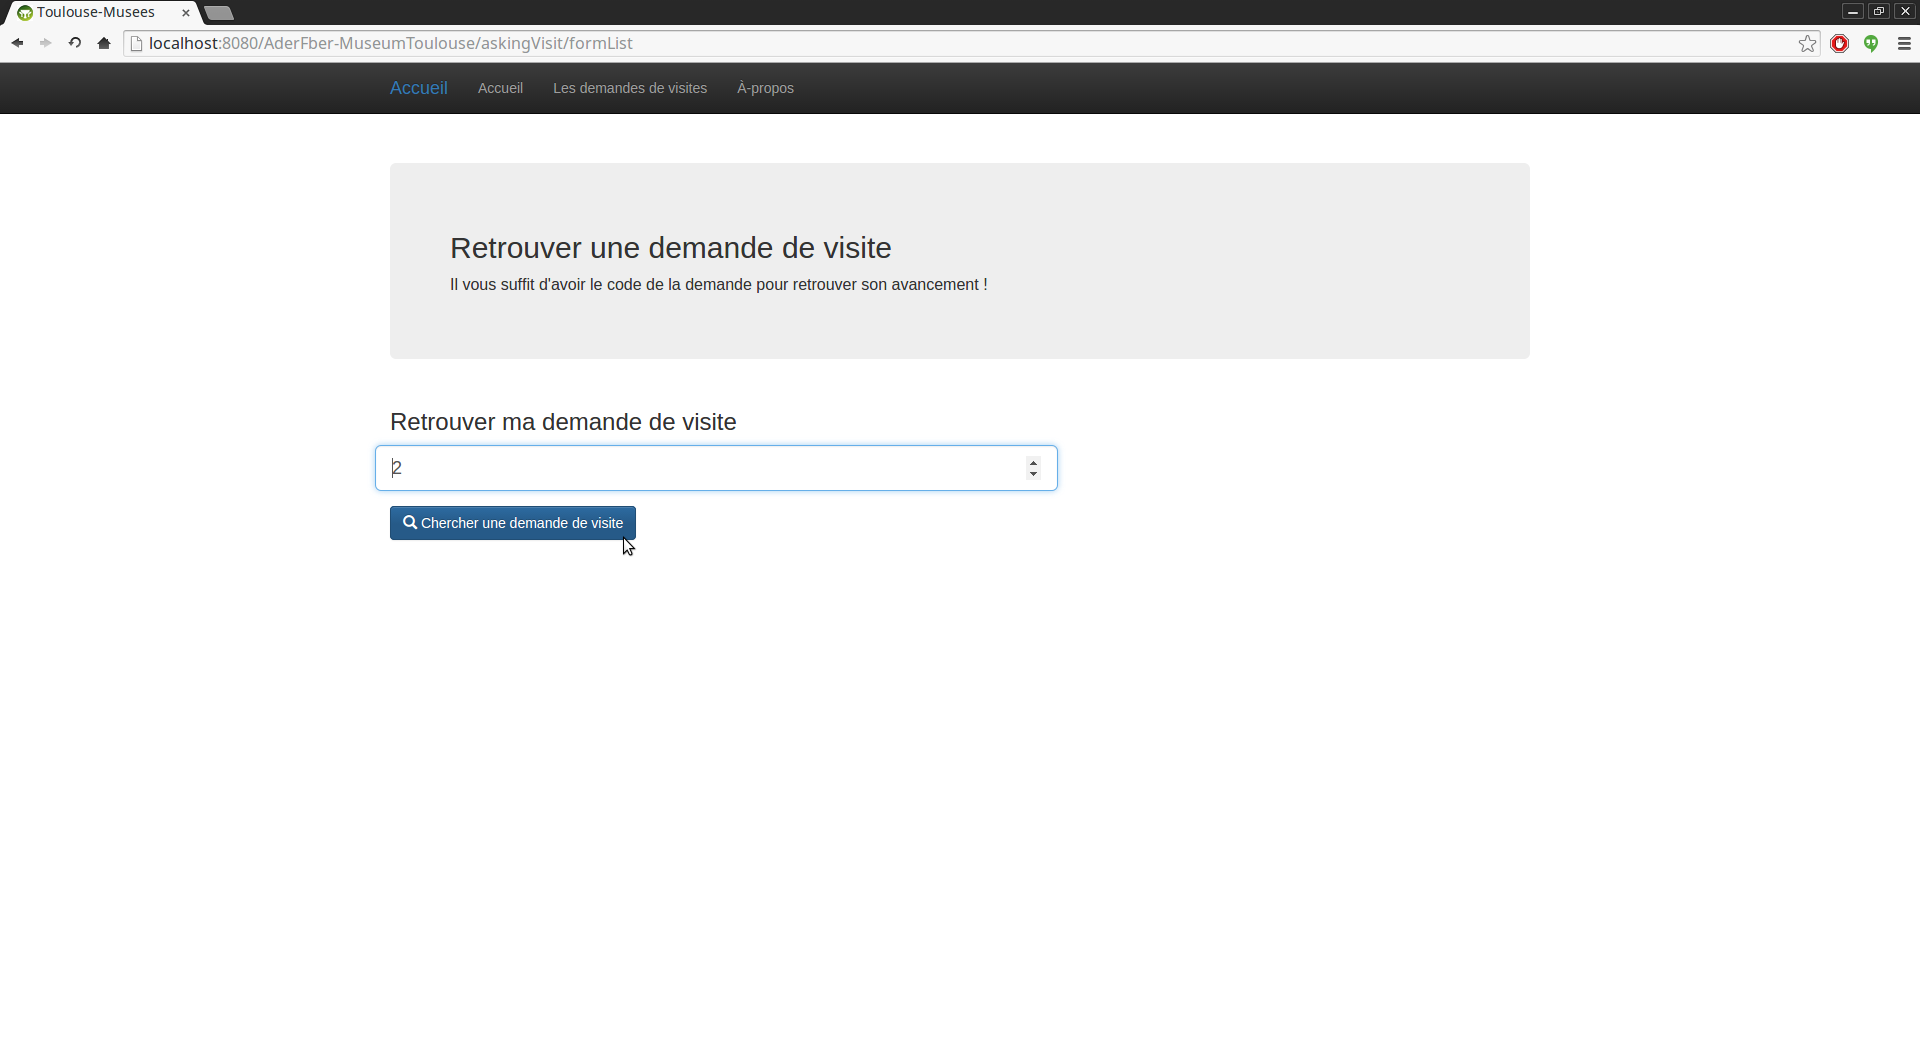 Toulouse-Musees
localhost:8080/AderFber-MuseumToulouse/askingVisit/formList
Accueil Accueil Les demandes de visites À-propos
Retrouver une demande de visite
Il vous suffit d'avoir le code de la demande pour retrouver son avancement !
Retrouver ma demande de visite
2
Chercher une demande de visite